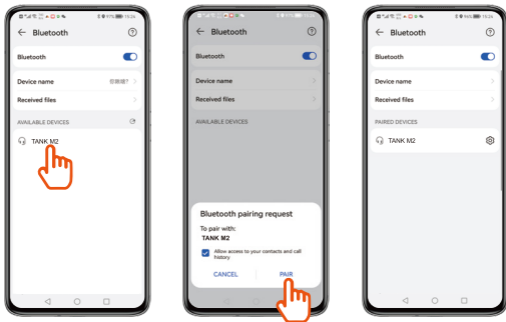 Bluetooth
Bluetooth
Device name
Received files
AVAILABLE DEVICES
TANK M2
Bluetooth
Bluetooth
Device name
Received files
AVAILABLE DEVICES
Bluetooth pairing request
To pair with:
TANK M2
Allow access to your contacts and call
history
CANCEL PAIR
Bluetooth
Bluetooth
Device name
Received files
PAIRED DEVICES
TANK M2